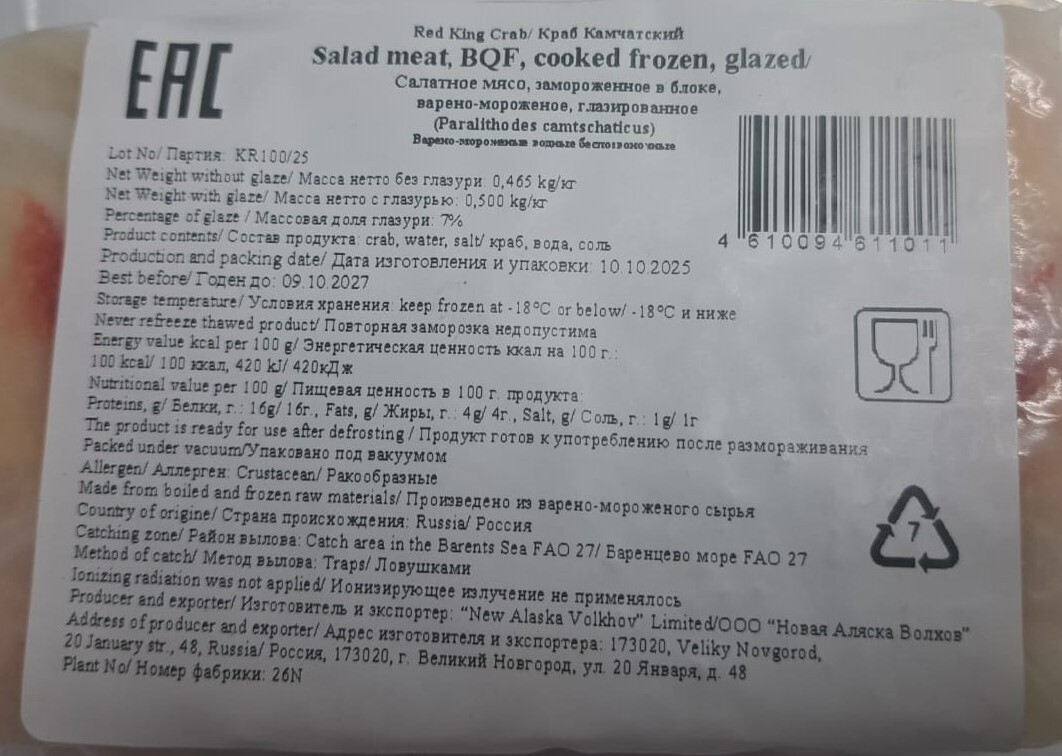 EAC
Red King Crab/ Краб Камчатский
Salad meat, BQF, cooked frozen, glazed/
Салатное мясо, замороженное в блоке,
варено-мороженое, глазированное
(Paralithodes camtschaticus)
Варено-мороженые водные беспозвоночные
Lot No/ Партия: KR100/25
Net Weight without glaze/ Масса нетто без глазури: 0,465 kg/кг
Net Weight with glaze/ Масса нетто с глазурью: 0,500 kg/кг
Percentage of glaze / Массовая доля глазури: 7%
Product contents/ Состав продукта: crab, water, salt/ краб, вода, соль
4 610094 611011
Production and packing date/ Дата изготовления и упаковки: 10.10.2025
Best before/ Годен до: 09.10.2027
Storage temperature/ Условия хранения: keep frozen at -18°C or below/ -18°C и ниже
Never refreeze thawed product/ Повторная заморозка недопустима
Energy value kcal per 100 g/ Энергетическая ценность ккал на 100 г.:
100 kcal/ 100 ккал, 420 kJ/ 420кДж
Nutritional value per 100 g/ Пищевая ценность в 100 г. продукта:
Proteins, g/ Белки, г.: 16g/ 16г., Fats, g/ Жиры, г.: 4g/ 4г., Salt, g/ Соль, г.: 1g/ 1г
The product is ready for use after defrosting / Продукт готов к употреблению после размораживания
Packed under vacuum/Упаковано под вакуумом
Allergen/ Аллерген: Crustacean/ Ракообразные
Made from boiled and frozen raw materials/ Произведено из варено-мороженого сырья
Country of origine/ Страна происхождения: Russia/ Россия
Catching zone/ Район вылова: Catch area in the Barents Sea FAO 27/ Баренцево море FAO 27
7
Method of catch/ Метод вылова: Traps/ Ловушками
Ionizing radiation was not applied/ Ионизирующее излучение не применялось
Producer and exporter/ Изготовитель и экспортер: “New Alaska Volkhov” Limited/ООО “Новая Аляска Волхов”
Address of producer and exporter/ Адрес изготовителя и экспортера: 173020, Veliky Novgorod,
20 January str., 48, Russia/ Россия, 173020, г. Великий Новгород, ул. 20 Января, д. 48
Plant No/ Номер фабрики: 26N